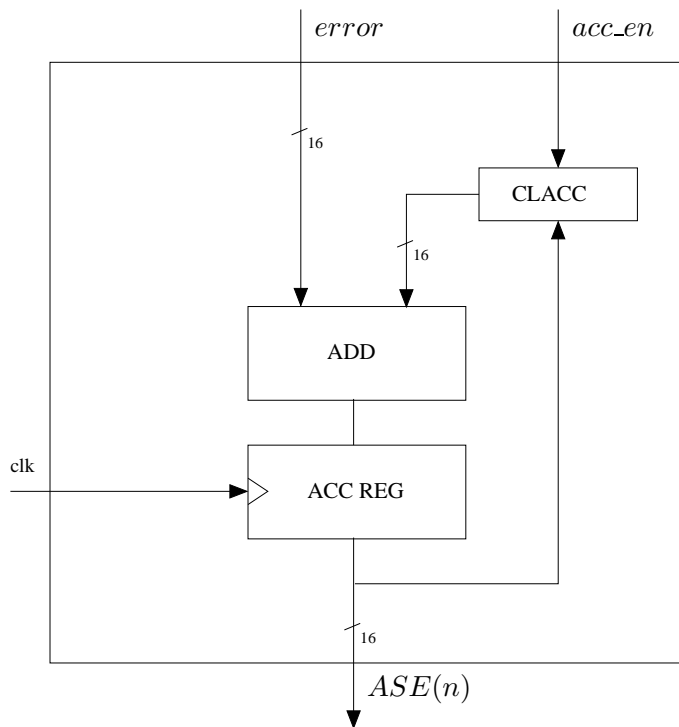 error
acc_en
16
CLACC
16
ADD
clk
ACC REG
16
ASE(n)